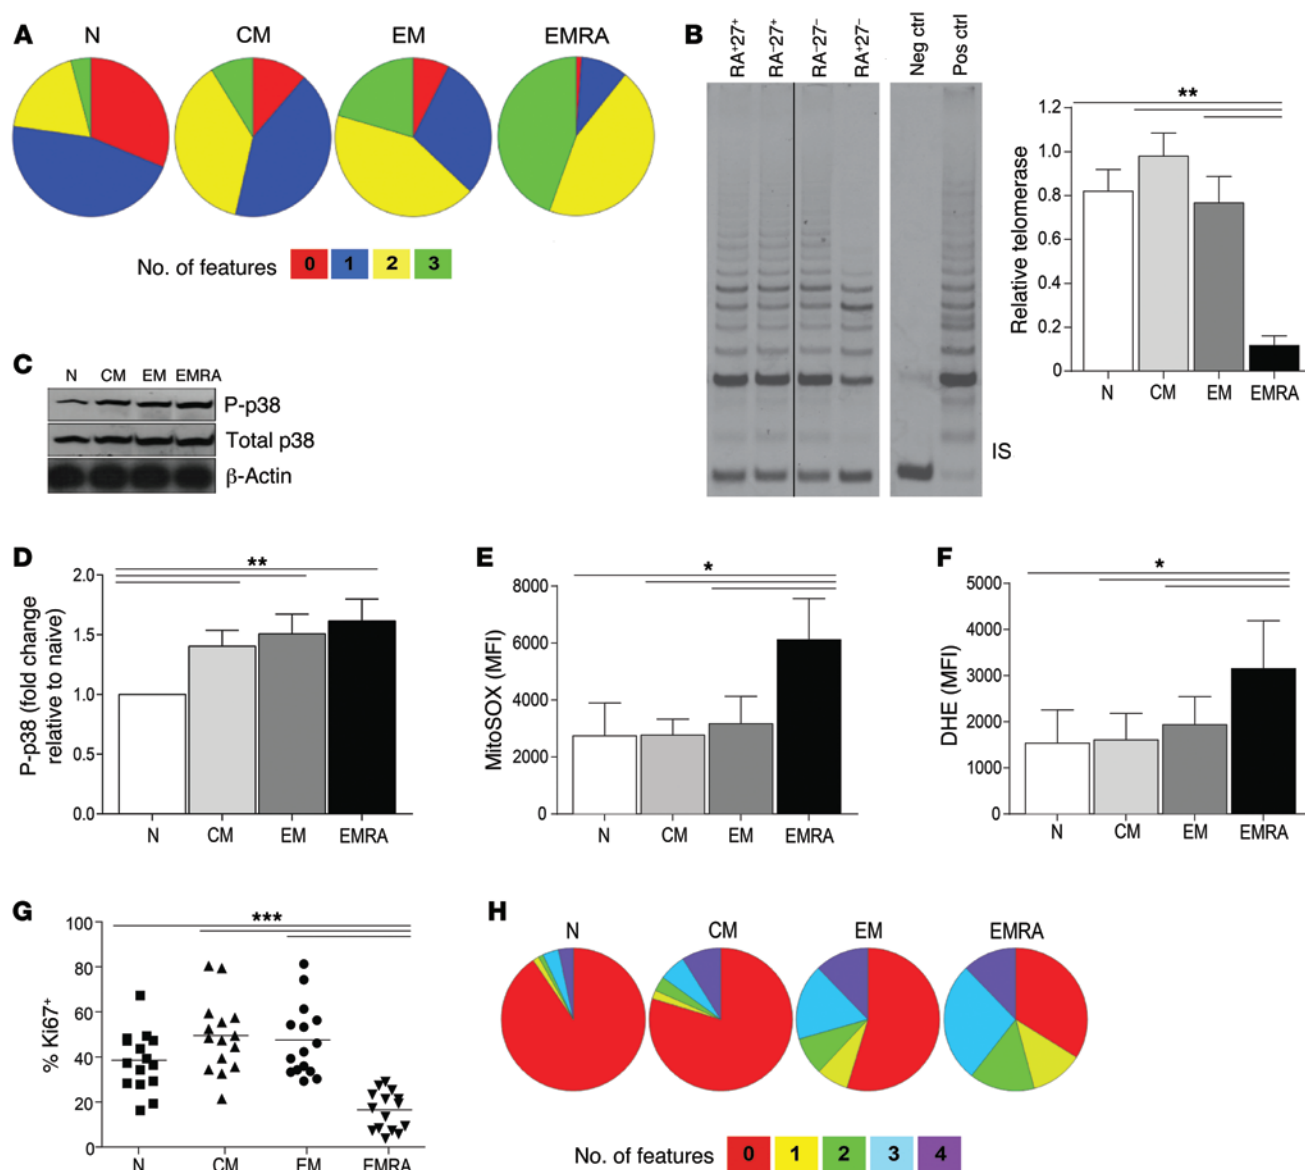 A
N
CM
EM
EMRA
No. of features 0 1 2 3
B
RA⁺27⁺
RA⁻27⁺
RA⁻27⁻
RA⁺27⁻
Neg ctrl
Pos ctrl
IS
**
Relative telomerase
1.2
1.0
0.8
0.6
0.4
0.2
0
N CM EM EMRA
C
N CM EM EMRA
P-p38
Total p38
β-Actin
D
**
P-p38 (fold change
relative to naive)
2.0
1.5
1.0
0.5
0.0
N CM EM EMRA
E
*
MitoSOX (MFI)
8000
6000
4000
2000
0
N CM EM EMRA
F
*
DHE (MFI)
5000
4000
3000
2000
1000
0
N CM EM EMRA
G
***
% Ki67⁺
100
80
60
40
20
0
N CM EM EMRA
H
N CM EM EMRA
No. of features 0 1 2 3 4